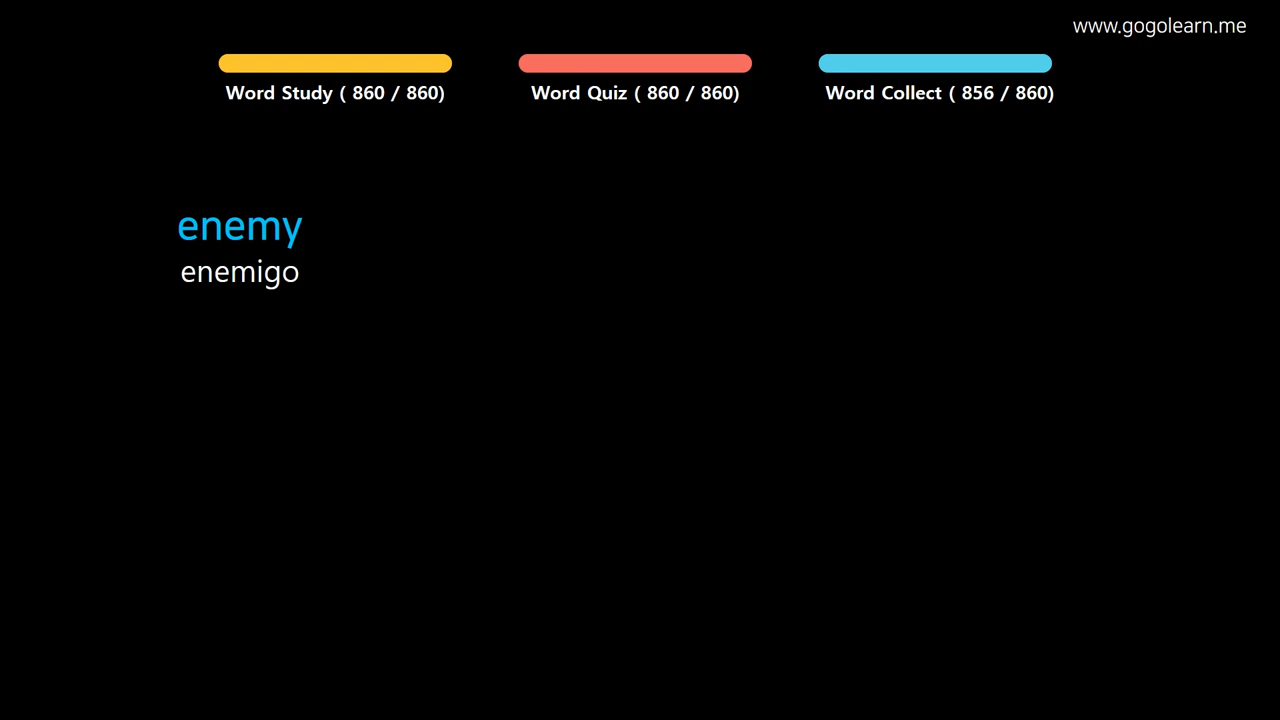 www.gogolearn.me
Word Study ( 860 / 860)
Word Quiz ( 860 / 860)
Word Collect ( 856 / 860)
enemy
enemigo